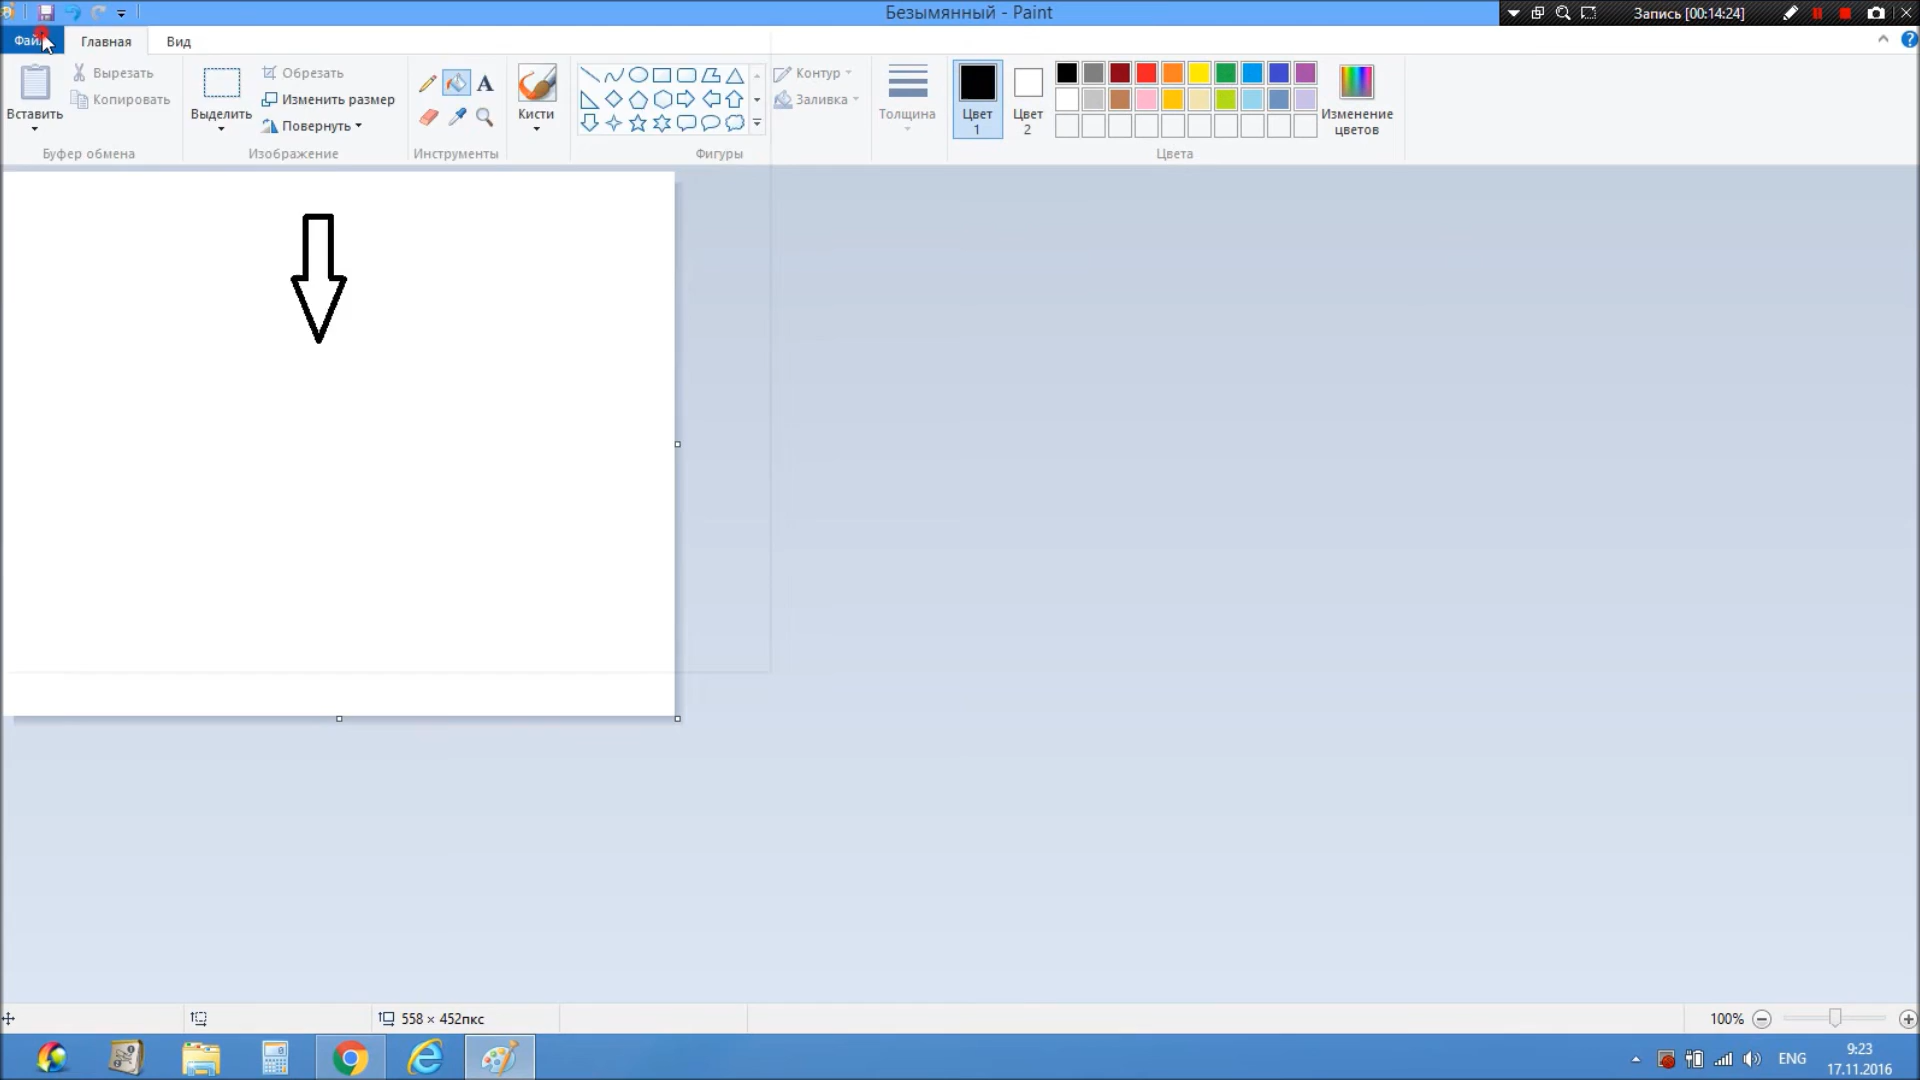 Безымянный - Paint
Запись [00:14:24]
Файл
Главная
Вид
Вставить
Вырезать
Копировать
Буфер обмена
Выделить
Обрезать
Изменить размер
Повернуть
Изображение
A
Инструменты
Кисти
Фигуры
Контур
Заливка
Толщина
Цвет
1
Цвет
2
Изменение
цветов
Цвета
558 × 452пкс
100%
ENG
9:23
17.11.2016